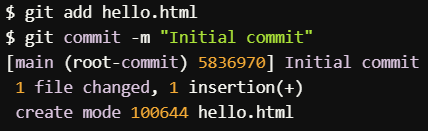 $ git add hello.html
$ git commit -m "Initial commit"
[main (root-commit) 5836970] Initial commit
 1 file changed, 1 insertion(+)
 create mode 100644 hello.html